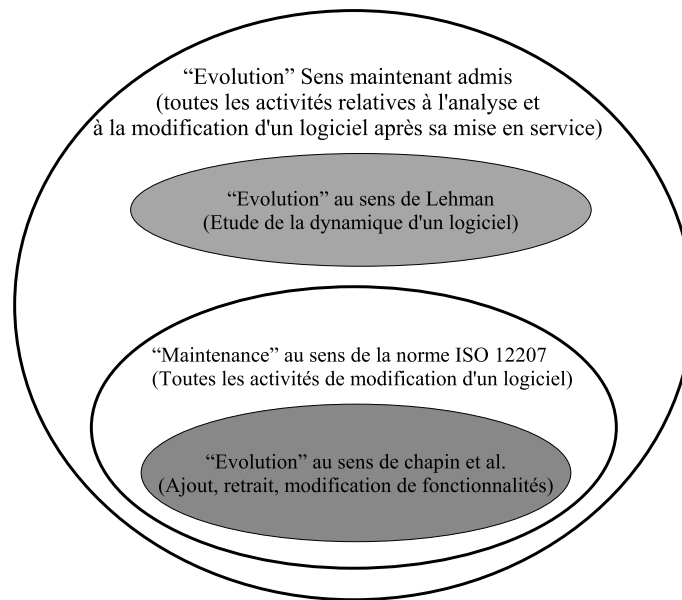 “Evolution” Sens maintenant admis
(toutes les activités relatives à l'analyse et
à la modification d'un logiciel après sa mise en service)
“Evolution” au sens de Lehman
(Etude de la dynamique d'un logiciel)
“Maintenance” au sens de la norme ISO 12207
(Toutes les activités de modification d'un logiciel)
“Evolution” au sens de chapin et al.
(Ajout, retrait, modification de fonctionnalités)